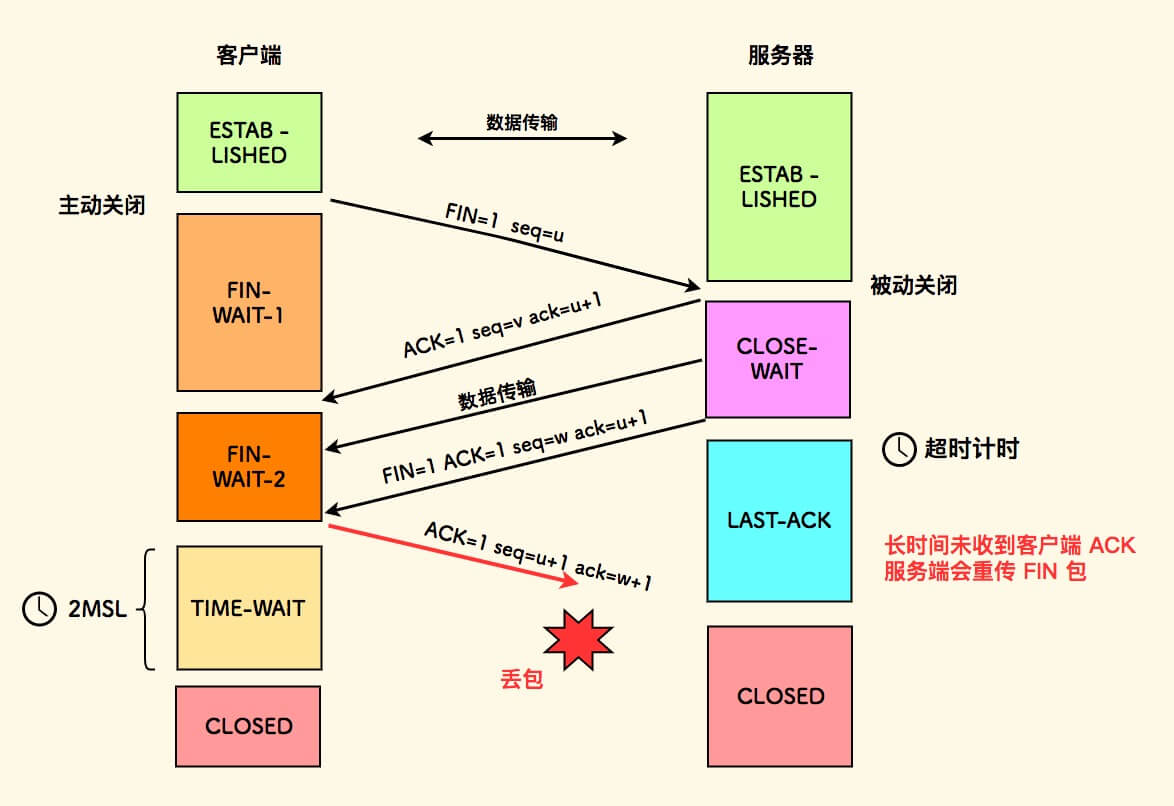 客户端
服务器
ESTAB -
LISHED
数据传输
ESTAB -
LISHED
主动关闭
FIN=1 seq=u
被动关闭
FIN-
WAIT-1
ACK=1 seq=v ack=u+1
CLOSE-
WAIT
数据传输
FIN=1 ACK=1 seq=w ack=u+1
FIN-
WAIT-2
超时计时
LAST-ACK
ACK=1 seq=u+1 ack=w+1
长时间未收到客户端 ACK
服务端会重传 FIN 包
2MSL
TIME-WAIT
丢包
CLOSED
CLOSED